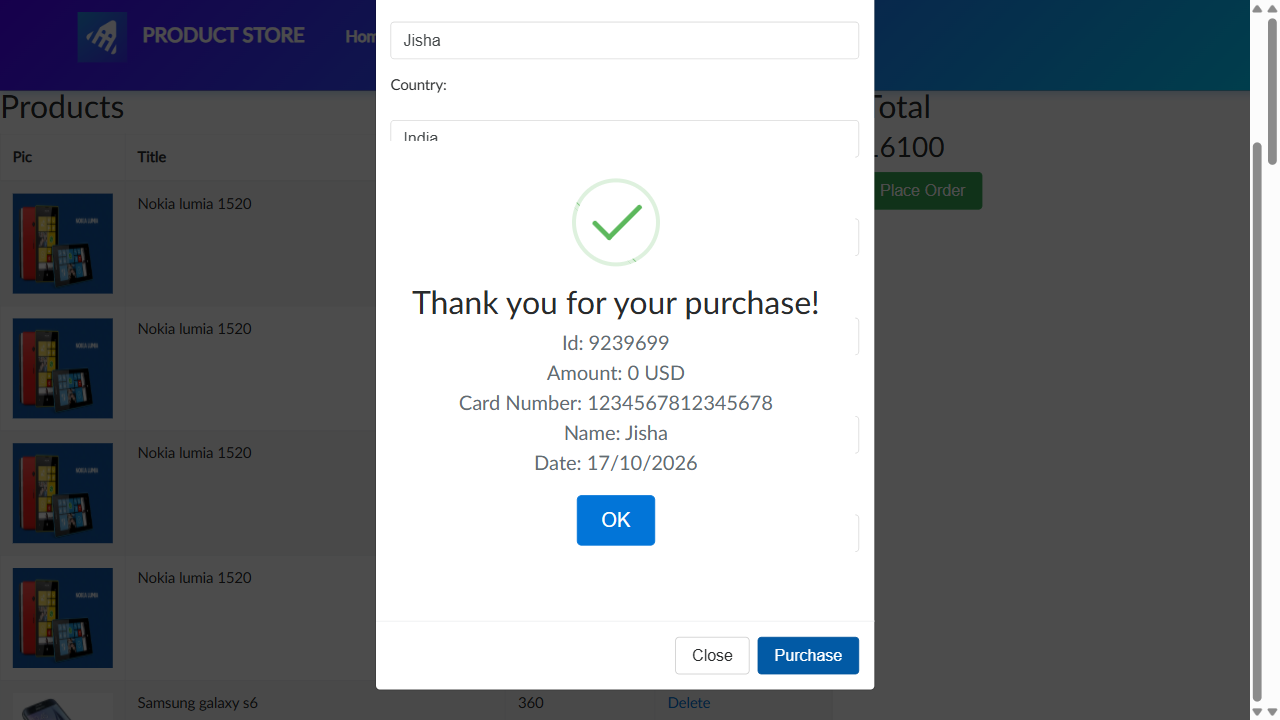 PRODUCT STORE
Jisha
Country:
India
Products
Total
Pic
Title
Nokia lumia 1520
Place Order
Nokia lumia 1520
Thank you for your purchase!
Id: 9239699
Amount: 0 USD
Card Number: 1234567812345678
Name: Jisha
Date: 17/10/2026
Nokia lumia 1520
OK
Nokia lumia 1520
Close
Purchase
Samsung galaxy s6
360
Delete